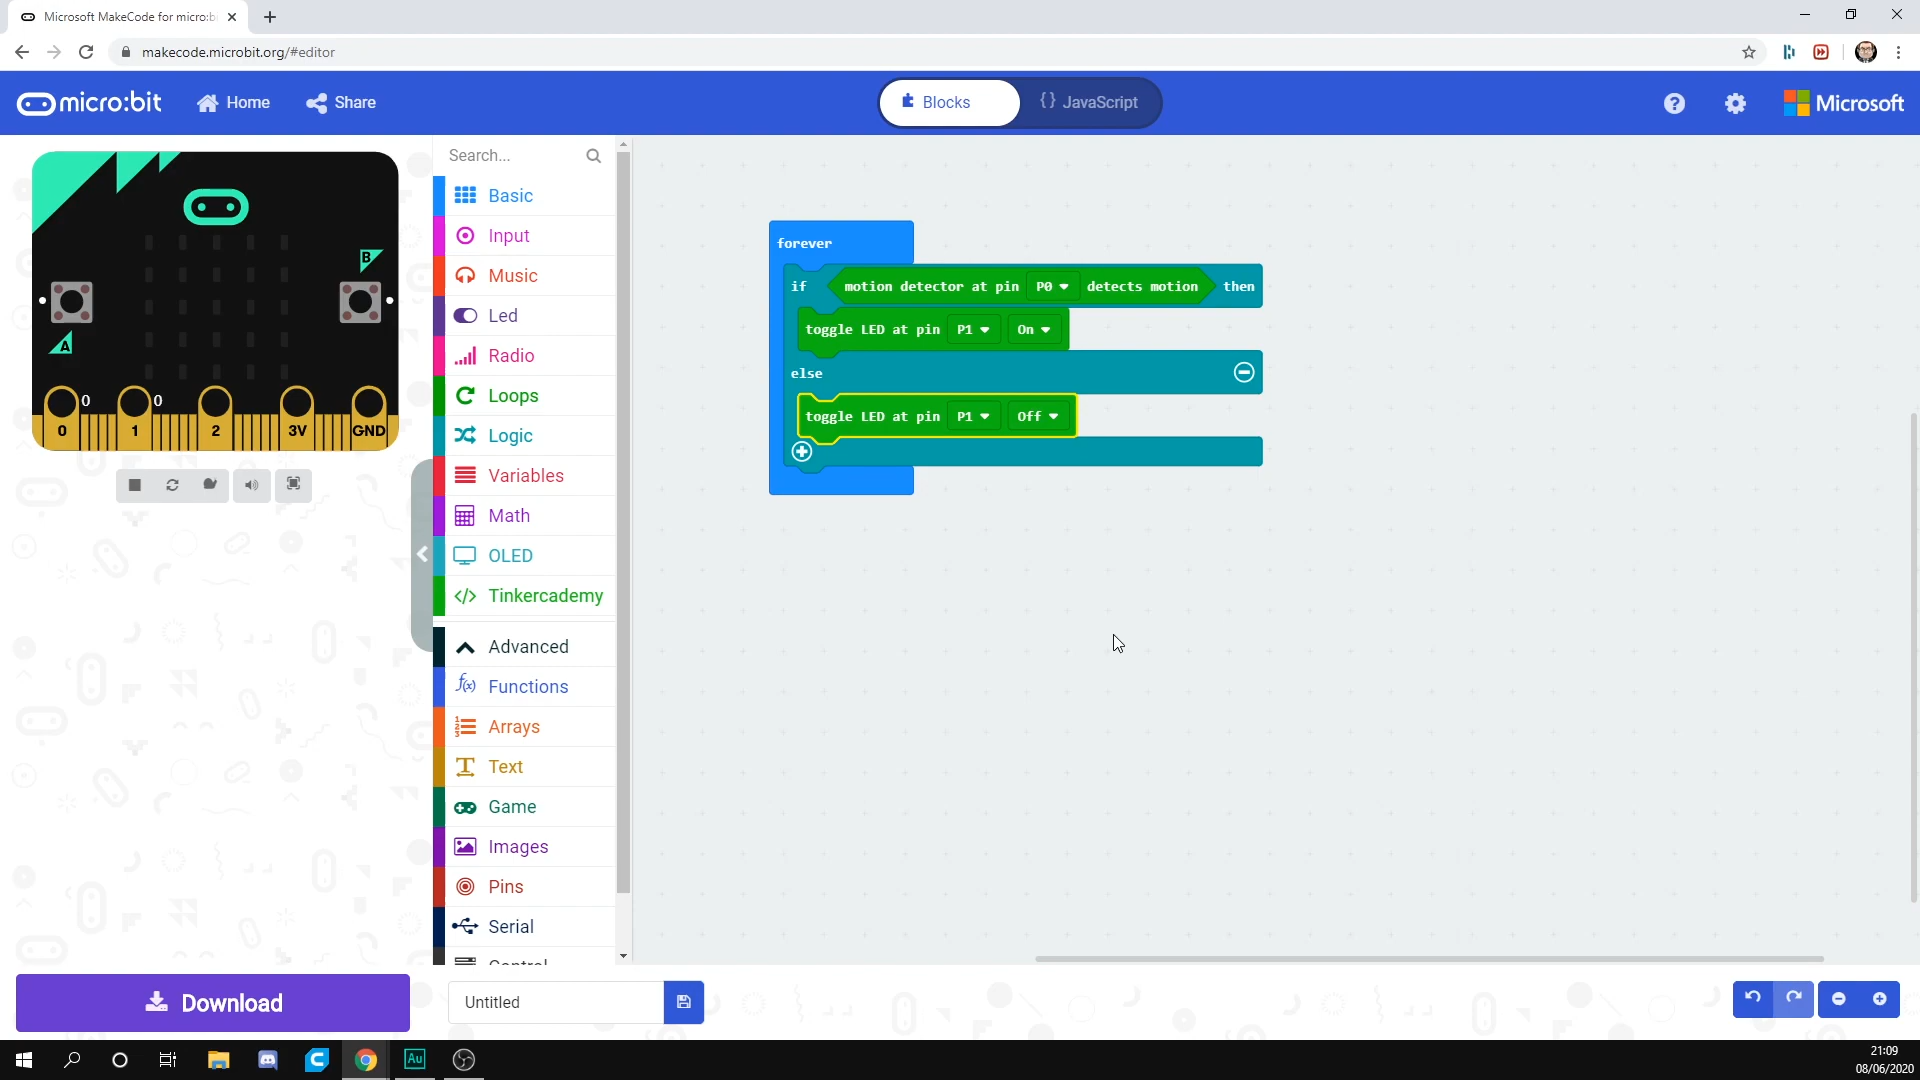 Microsoft MakeCode for micro:b
makecode.microbit.org/#editor
micro:bit
Home
Share
Blocks
{} JavaScript
?
Microsoft
Search...
Basic
Input
Music
Led
Radio
Loops
Logic
Variables
Math
OLED
</> Tinkercademy
Advanced
f(x) Functions
Arrays
Text
Game
Images
Pins
Serial
Control
B
A
0
0
0
1
2
3V
GND
forever
if motion detector at pin P0 detects motion then
toggle LED at pin P1 On
else
toggle LED at pin P1 Off
Download
Untitled
Au
21:09
08/06/2020